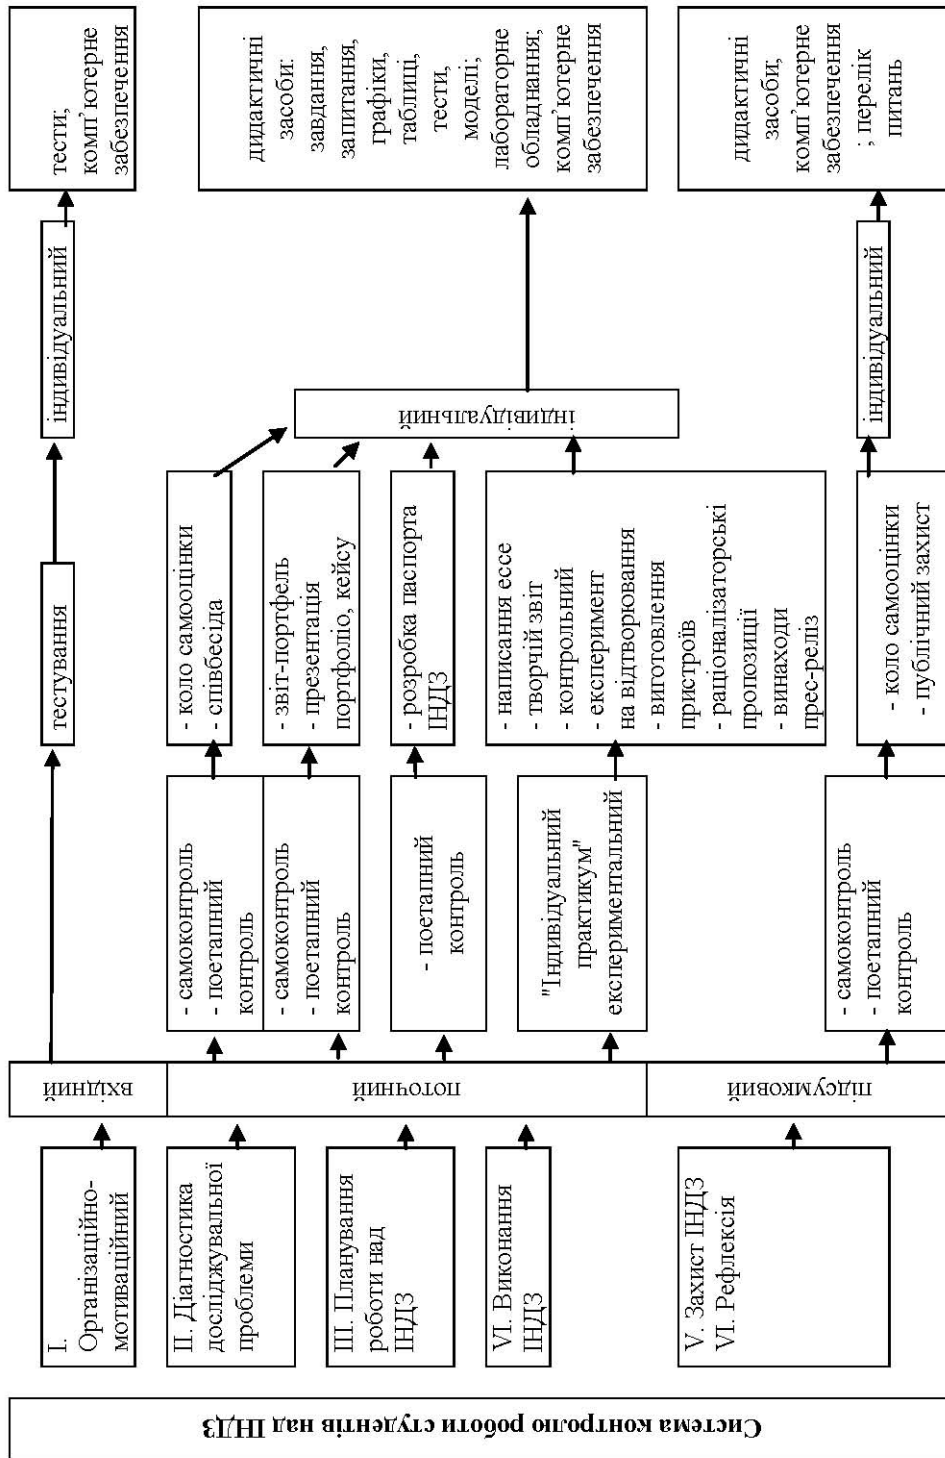 Система контролю роботи студентів над ІНДЗ
I.
Організаційно-
мотиваційний
II. Діагностика
досліджувальної
проблеми
III. Планування
роботи над
ІНДЗ
VI. Виконання
ІНДЗ
V. Захист ІНДЗ
VI. Рефлексія
вхідний
поточний
підсумковий
- самоконтроль
- поетапний
контроль
- самоконтроль
- поетапний
контроль
- поетапний
контроль
"Індивідуальний
практикум"
експериментальний
- самоконтроль
- поетапний
контроль
тестування
- коло самооцінки
- співбесіда
- звіт-портфель
- презентація
портфоліо, кейсу
- розробка паспорта
ІНДЗ
- написання ессе
- творчій звіт
- контрольний
- експеримент
на відтворювання
- виготовлення
пристроїв
- раціоналізаторські
пропозиції
- винаходи
прес-реліз
- коло самооцінки
- публічний захист
індивідуальний
індивідуальний
індивідуальний
тести;
комп'ютерне
забезпечення
дидактичні
засоби:
завдання,
запитання,
графіки,
таблиці,
тести,
моделі;
лабораторне
обладнання;
комп'ютерне
забезпечення
дидактичні
засоби,
комп'ютерне
забезпечення
; перелік
питань